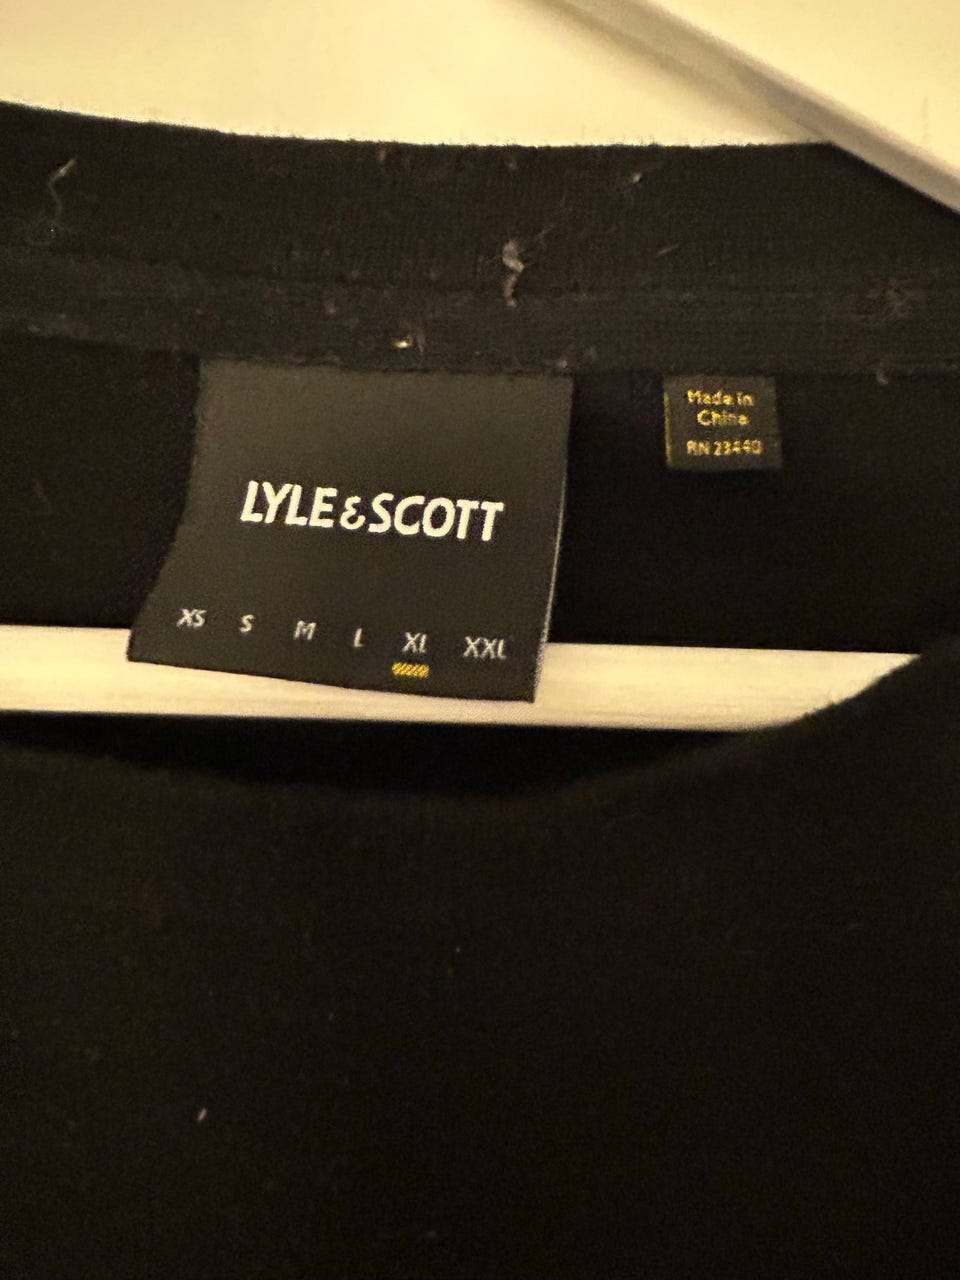 LYLE&SCOTT
XS S M L XL XXL
Made in
China
RN 23440